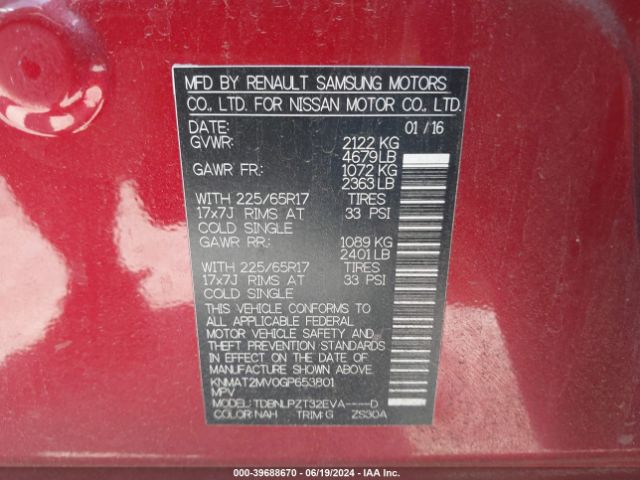 MFD BY RENAULT SAMSUNG MOTORS
CO., LTD. FOR NISSAN MOTOR CO., LTD.
DATE: 01 / 16
GVWR: 2122 KG
4679 LB
GAWR FR: 1072 KG
2363 LB
WITH 225/65R17 TIRES
17x7J RIMS AT 33 PSI
COLD SINGLE
GAWR RR: 1089 KG
2401 LB
WITH 225/65R17 TIRES
17x7J RIMS AT 33 PSI
COLD SINGLE
THIS VEHICLE CONFORMS TO
ALL APPLICABLE FEDERAL
MOTOR VEHICLE SAFETY AND
THEFT PREVENTION STANDARDS
IN EFFECT ON THE DATE OF
MANUFACTURE SHOWN ABOVE.
KNMAT2MV0GP653801
MPV
MODEL: TDBNLPZT32EVA----D
COLOR: NAH TRIM: G ZS30A
000-39688670 - 06/19/2024 - IAA Inc.